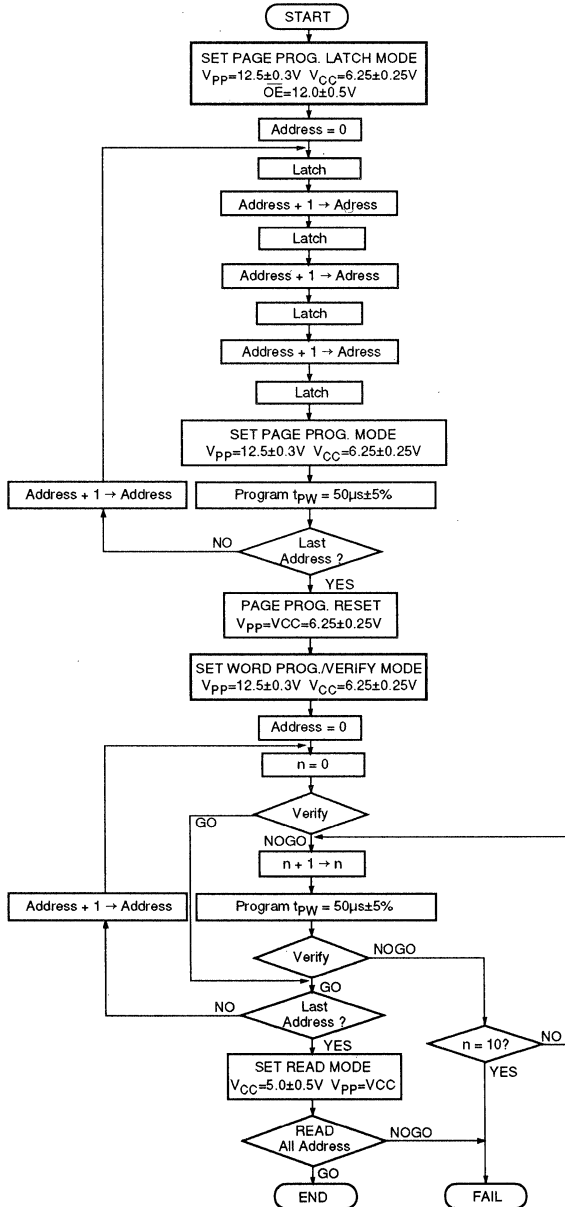 START
SET PAGE PROG. LATCH MODE
VPP=12.5±0.3V VCC=6.25±0.25V
OE=12.0±0.5V
Address = 0
Latch
Address + 1 → Adress
Latch
Address + 1 → Adress
Latch
Address + 1 → Adress
Latch
SET PAGE PROG. MODE
VPP=12.5±0.3V VCC=6.25±0.25V
Address + 1 → Address
Program tPW = 50µs±5%
NO
Last
Address ?
YES
PAGE PROG. RESET
VPP=VCC=6.25±0.25V
SET WORD PROG./VERIFY MODE
VPP=12.5±0.3V VCC=6.25±0.25V
Address = 0
n = 0
Verify
GO
NOGO
n + 1 → n
Address + 1 → Address
Program tPW = 50µs±5%
Verify
NOGO
GO
NO
Last
Address ?
YES
n = 10?
NO
YES
SET READ MODE
VCC=5.0±0.5V VPP=VCC
READ
All Address
NOGO
GO
END
FAIL